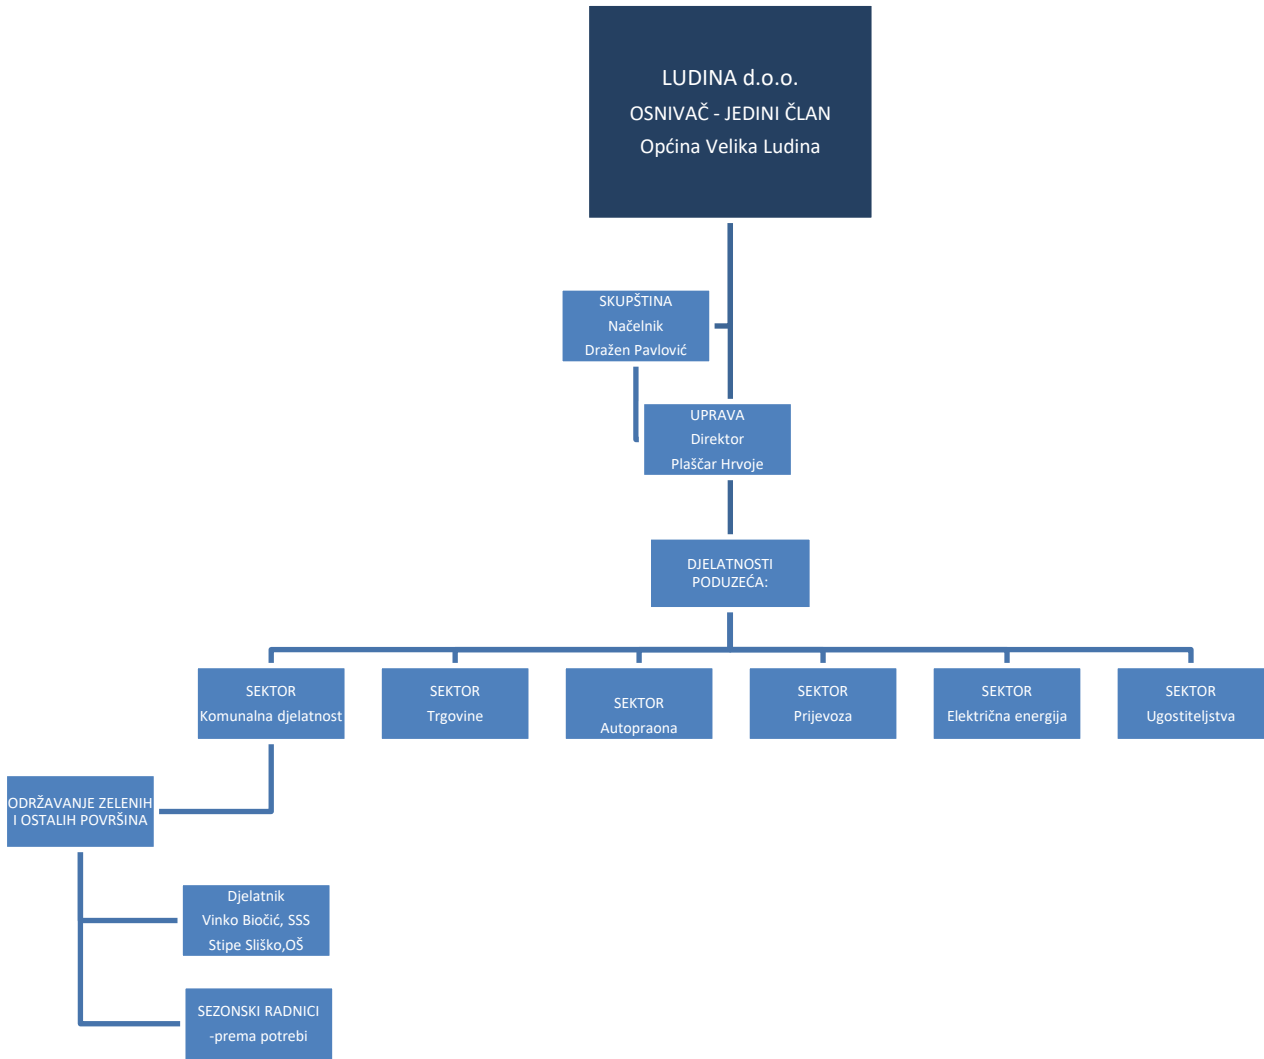 LUDINA d.o.o.
OSNIVAČ - JEDINI ČLAN
Općina Velika Ludina
SKUPŠTINA
Načelnik
Dražen Pavlović
UPRAVA
Direktor
Plaščar Hrvoje
DJELATNOSTI
PODUZEĆA:
SEKTOR
Komunalna djelatnost
SEKTOR
Trgovine
SEKTOR
Autopraona
SEKTOR
Prijevoza
SEKTOR
Električna energija
SEKTOR
Ugostiteljstva
ODRŽAVANJE ZELENIH
I OSTALIH POVRŠINA
Djelatnik
Vinko Biočić, SSS
Stipe Sliško,OŠ
SEZONSKI RADNICI
-prema potrebi